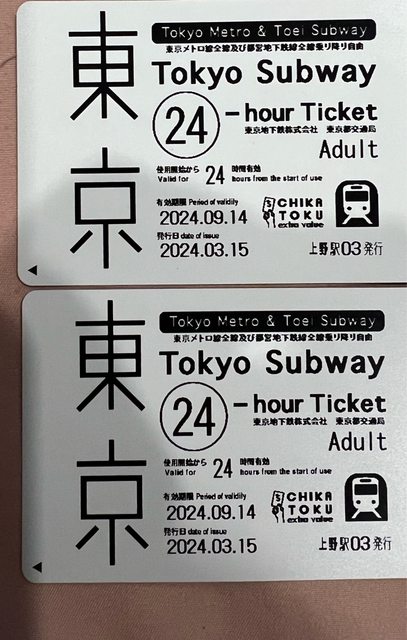 東京
Tokyo Metro & Toei Subway
東京メトロ線全線及び都営地下鉄線全線乗り降り自由
Tokyo Subway
24 -hour Ticket
東京地下鉄株式会社 東京都交通局
Adult
使用開始から 24 時間有効
Valid for hours from the start of use
有効期限 Period of validity
2024.09.14
CHIKA
TOKU
extra value
発行日 date of issue
2024.03.15
上野駅03発行
東京
Tokyo Metro & Toei Subway
東京メトロ線全線及び都営地下鉄線全線乗り降り自由
Tokyo Subway
24 -hour Ticket
東京地下鉄株式会社 東京都交通局
Adult
使用開始から 24 時間有効
Valid for hours from the start of use
有効期限 Period of validity
2024.09.14
CHIKA
TOKU
extra value
発行日 date of issue
2024.03.15
上野駅03発行